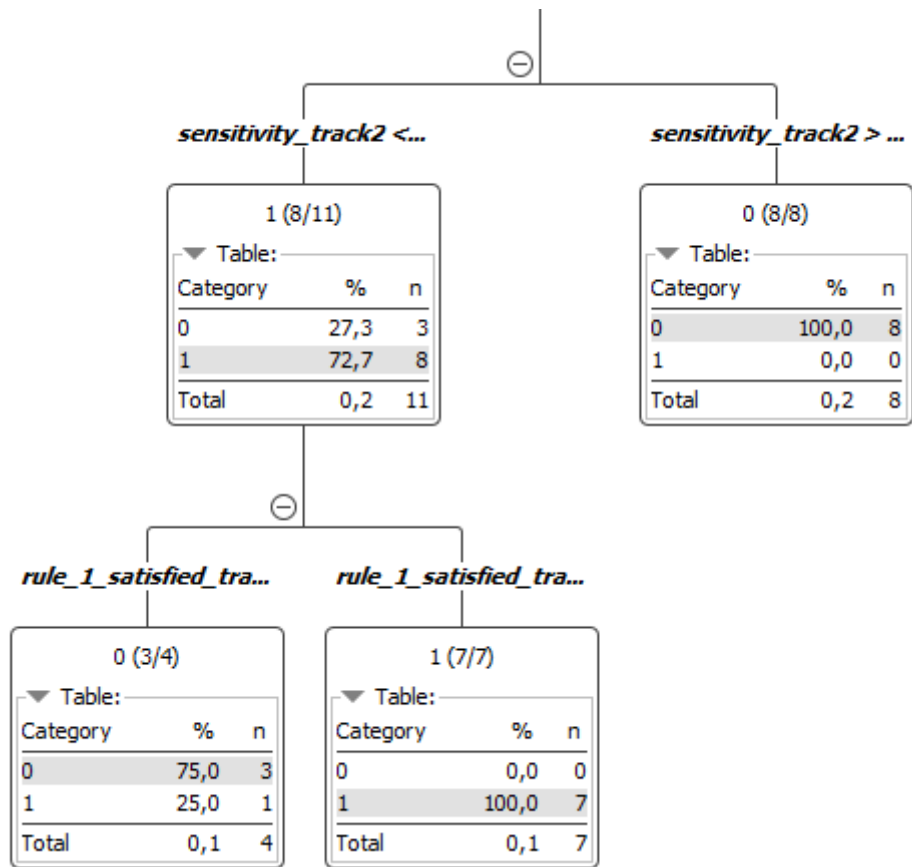 sensitivity_track2 <...
sensitivity_track2 > ...
1 (8/11)
Table:
Category % n
0 27,3 3
1 72,7 8
Total 0,2 11
0 (8/8)
Table:
Category % n
0 100,0 8
1 0,0 0
Total 0,2 8
rule_1_satisfied_tra...
rule_1_satisfied_tra...
0 (3/4)
Table:
Category % n
0 75,0 3
1 25,0 1
Total 0,1 4
1 (7/7)
Table:
Category % n
0 0,0 0
1 100,0 7
Total 0,1 7